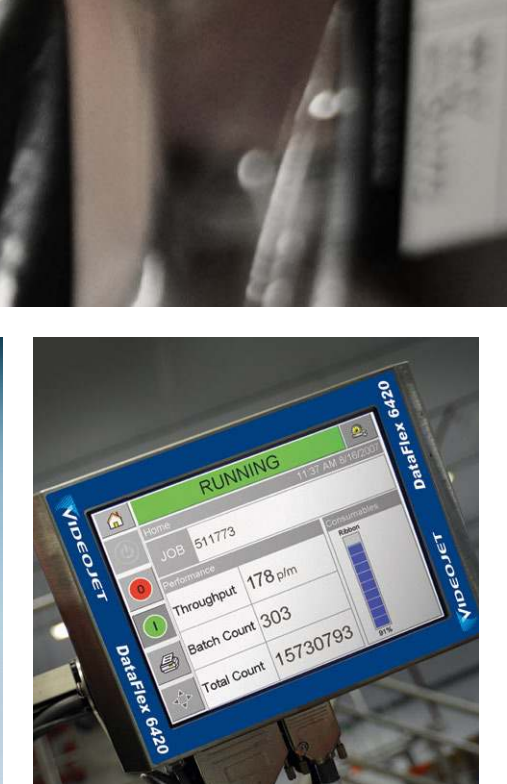 RUNNING
11:37 AM 8/16/2007
Home
JOB 511773
Performance
Consumables
Throughput 178 p/m
Ribbon
Batch Count 303
Total Count 15730793
91%
0
I
VIDEOJET
DataFlex 6420
DataFlex 6420
VIDEOJET